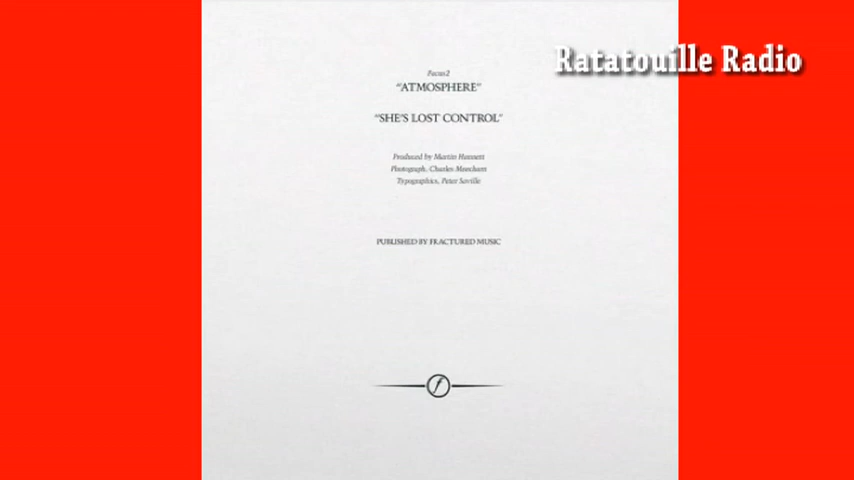 Ratatouille Radio
Facus2
“ATMOSPHERE”
“SHE'S LOST CONTROL”
Produced by Martin Hannett
Photograph, Charles Meecham
Typographics, Peter Saville
PUBLISHED BY FRACTURED MUSIC
f